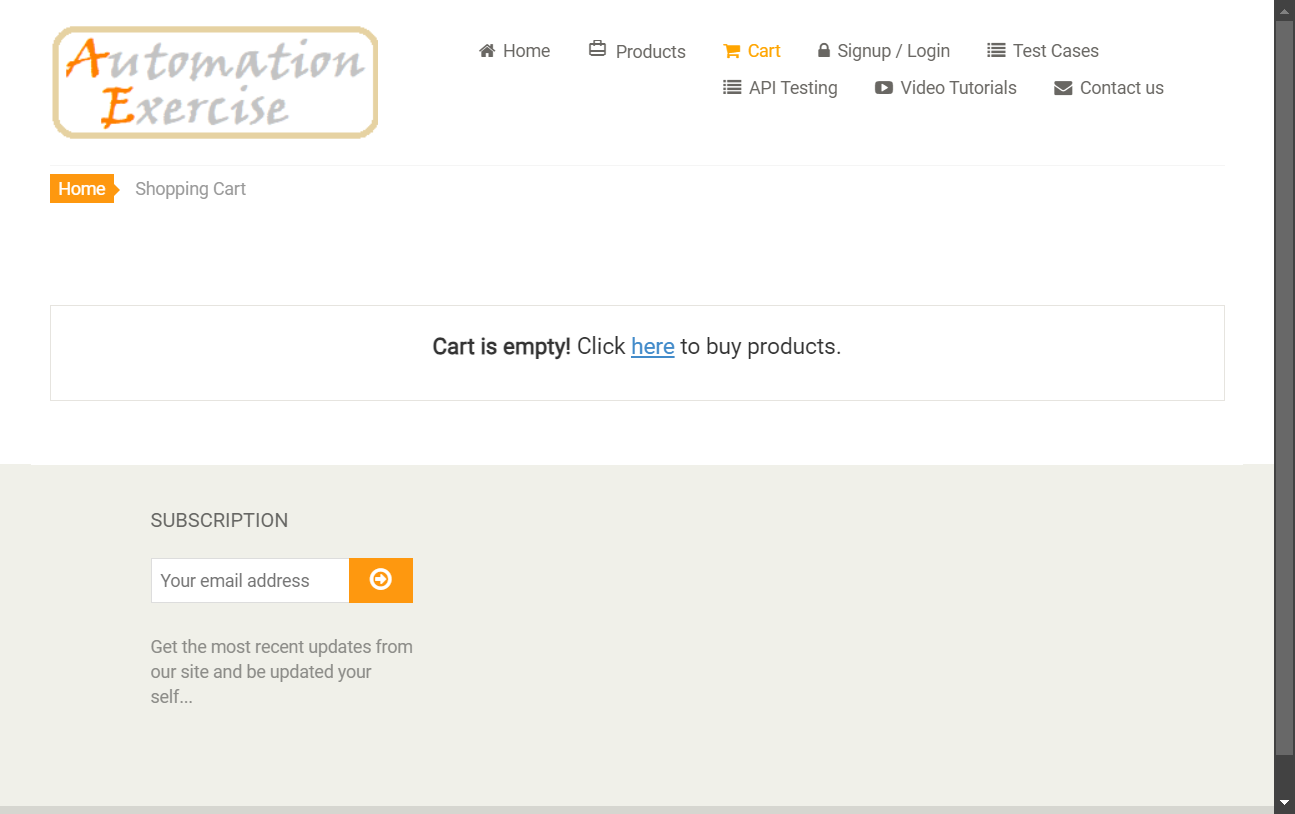 Automation
Exercise
Home Products Cart Signup / Login Test Cases
API Testing Video Tutorials Contact us
Home Shopping Cart
Cart is empty! Click here to buy products.
SUBSCRIPTION
Your email address
Get the most recent updates from
our site and be updated your
self...